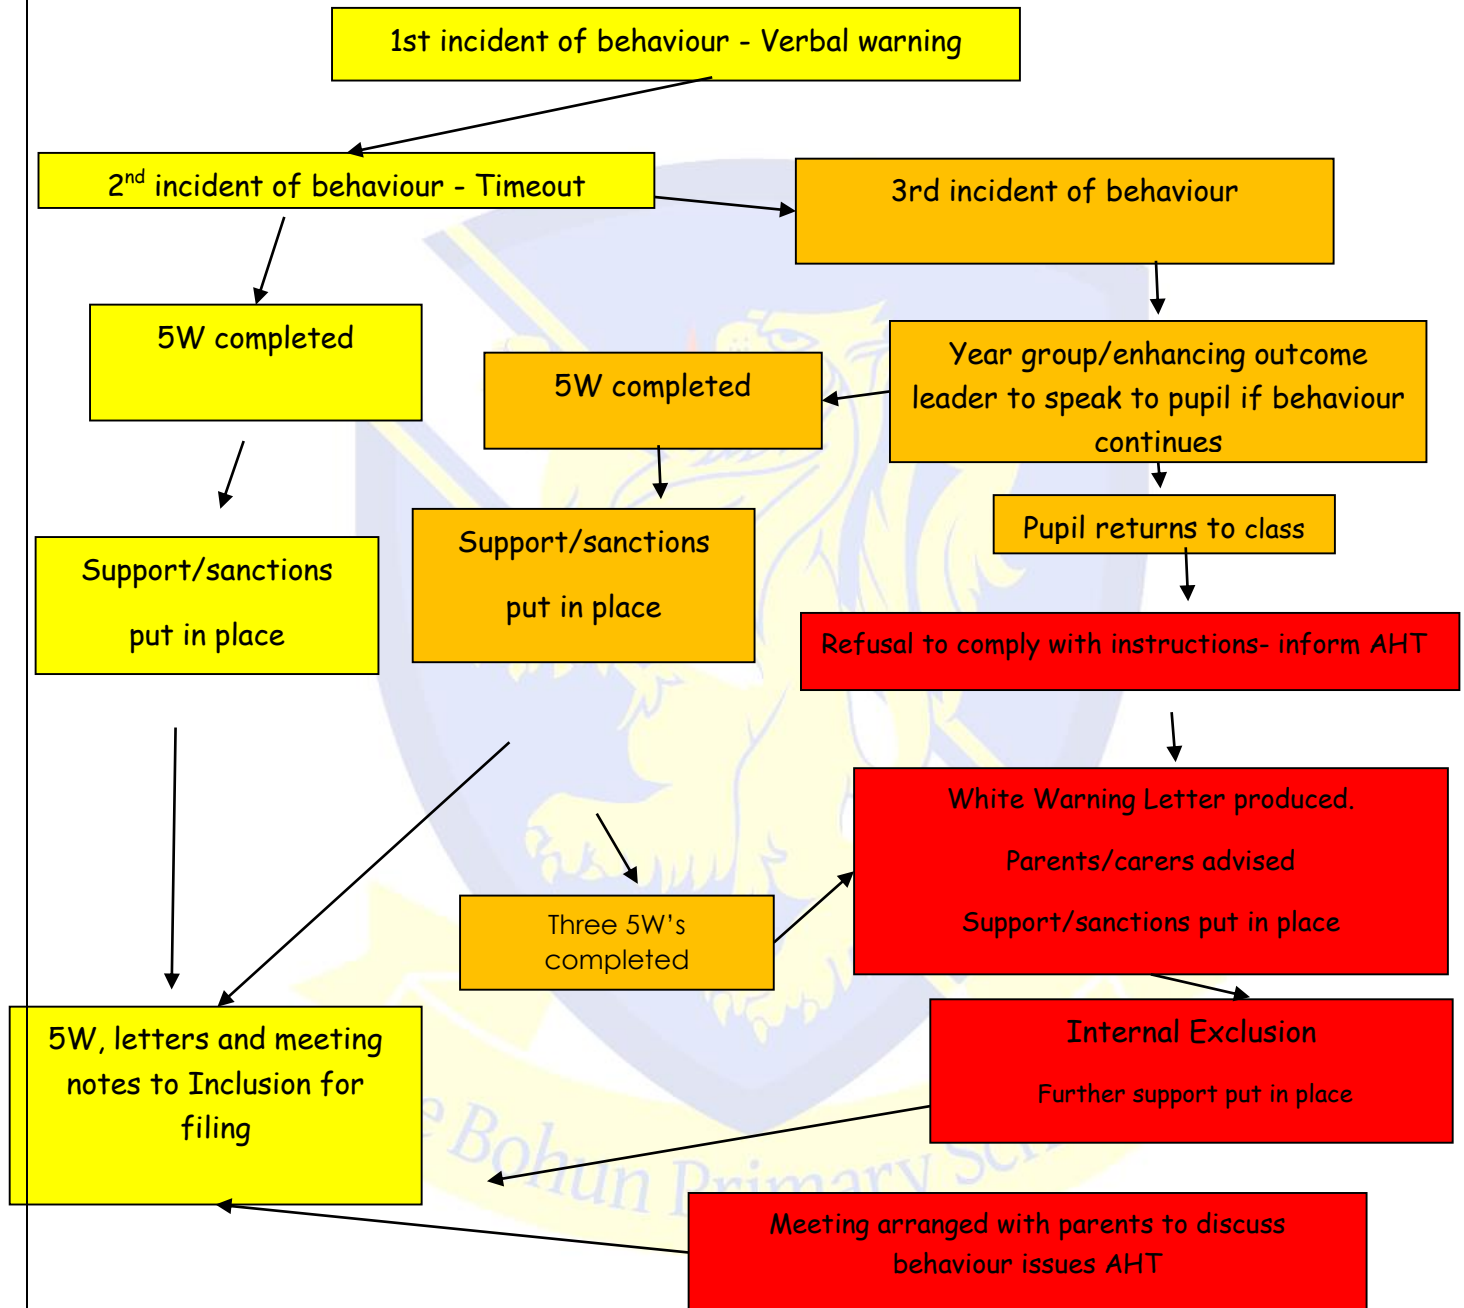 1st incident of behaviour - Verbal warning
2nd incident of behaviour - Timeout
3rd incident of behaviour
5W completed
5W completed
Year group/enhancing outcome
leader to speak to pupil if behaviour
continues
Pupil returns to class
Support/sanctions
put in place
Support/sanctions
put in place
Refusal to comply with instructions- inform AHT
White Warning Letter produced.
Parents/carers advised
Support/sanctions put in place
Three 5W's
completed
5W, letters and meeting
notes to Inclusion for
filing
Internal Exclusion
Further support put in place
Bohun Primary
Meeting arranged with parents to discuss
behaviour issues AHT